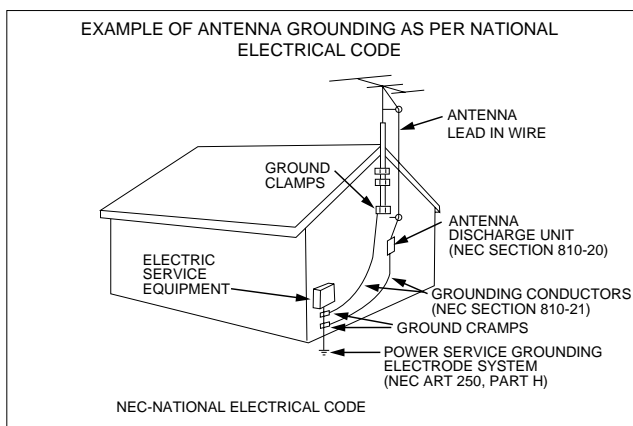 EXAMPLE OF ANTENNA GROUNDING AS PER NATIONAL
ELECTRICAL CODE
ANTENNA
LEAD IN WIRE
GROUND
CLAMPS
ANTENNA
DISCHARGE UNIT
(NEC SECTION 810-20)
ELECTRIC
SERVICE
EQUIPMENT
GROUNDING CONDUCTORS
(NEC SECTION 810-21)
GROUND CRAMPS
POWER SERVICE GROUNDING
ELECTRODE SYSTEM
(NEC ART 250, PART H)
NEC-NATIONAL ELECTRICAL CODE